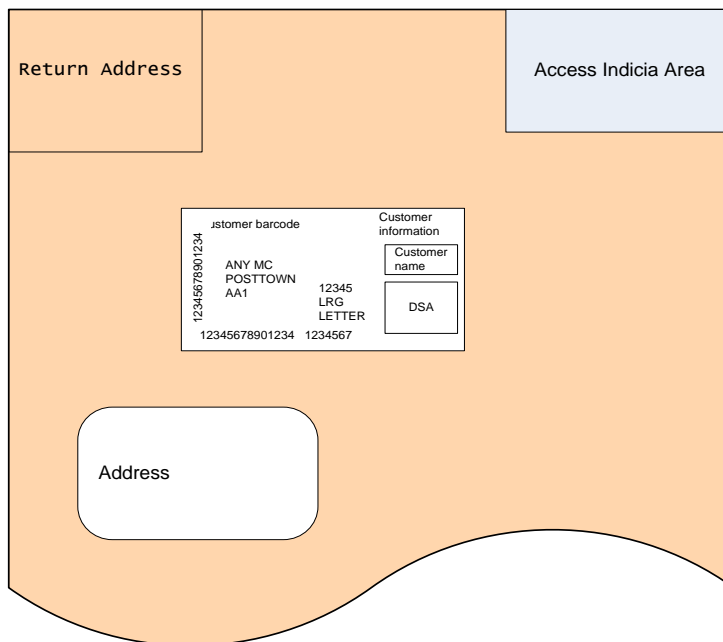 Return Address
Access Indicia Area
ustomer barcode
Customer
information
Customer
name
12345678901234
ANY MC
POSTTOWN
AA1
12345
LRG
LETTER
DSA
12345678901234 1234567
Address